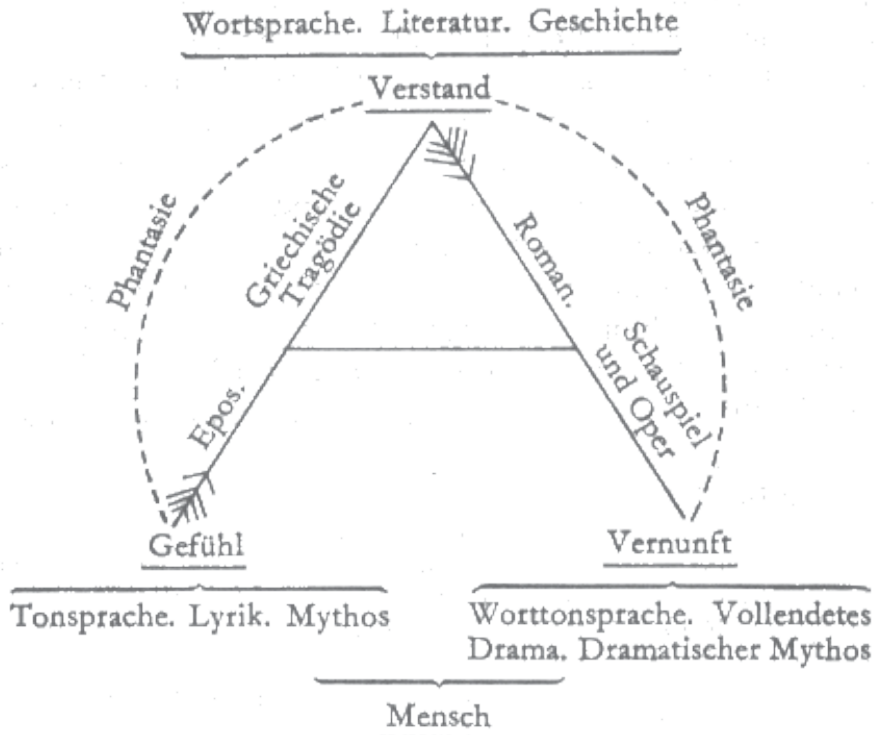 Wortsprache. Literatur. Geschichte
Verstand
Phantasie
Griechische
Tragödie
Epos.
Roman.
Schauspiel
und Oper
Phantasie
Gefühl
Vernunft
Tonsprache. Lyrik. Mythos
Worttonsprache. Vollendetes
Drama. Dramatischer Mythos
Mensch